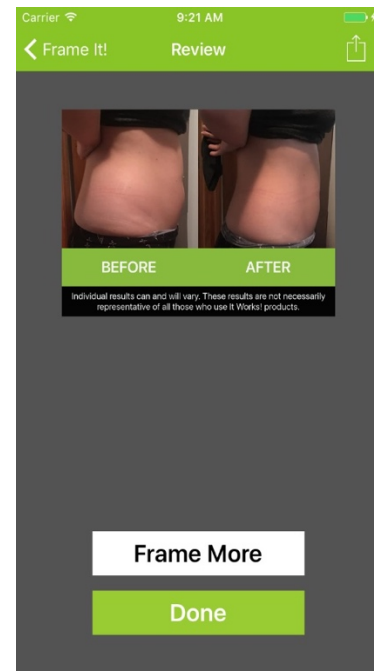 Carrier
9:21 AM
Frame It!
Review
BEFORE
AFTER
Individual results can and will vary. These results are not necessarily
representative of all those who use It Works! products.
Frame More
Done